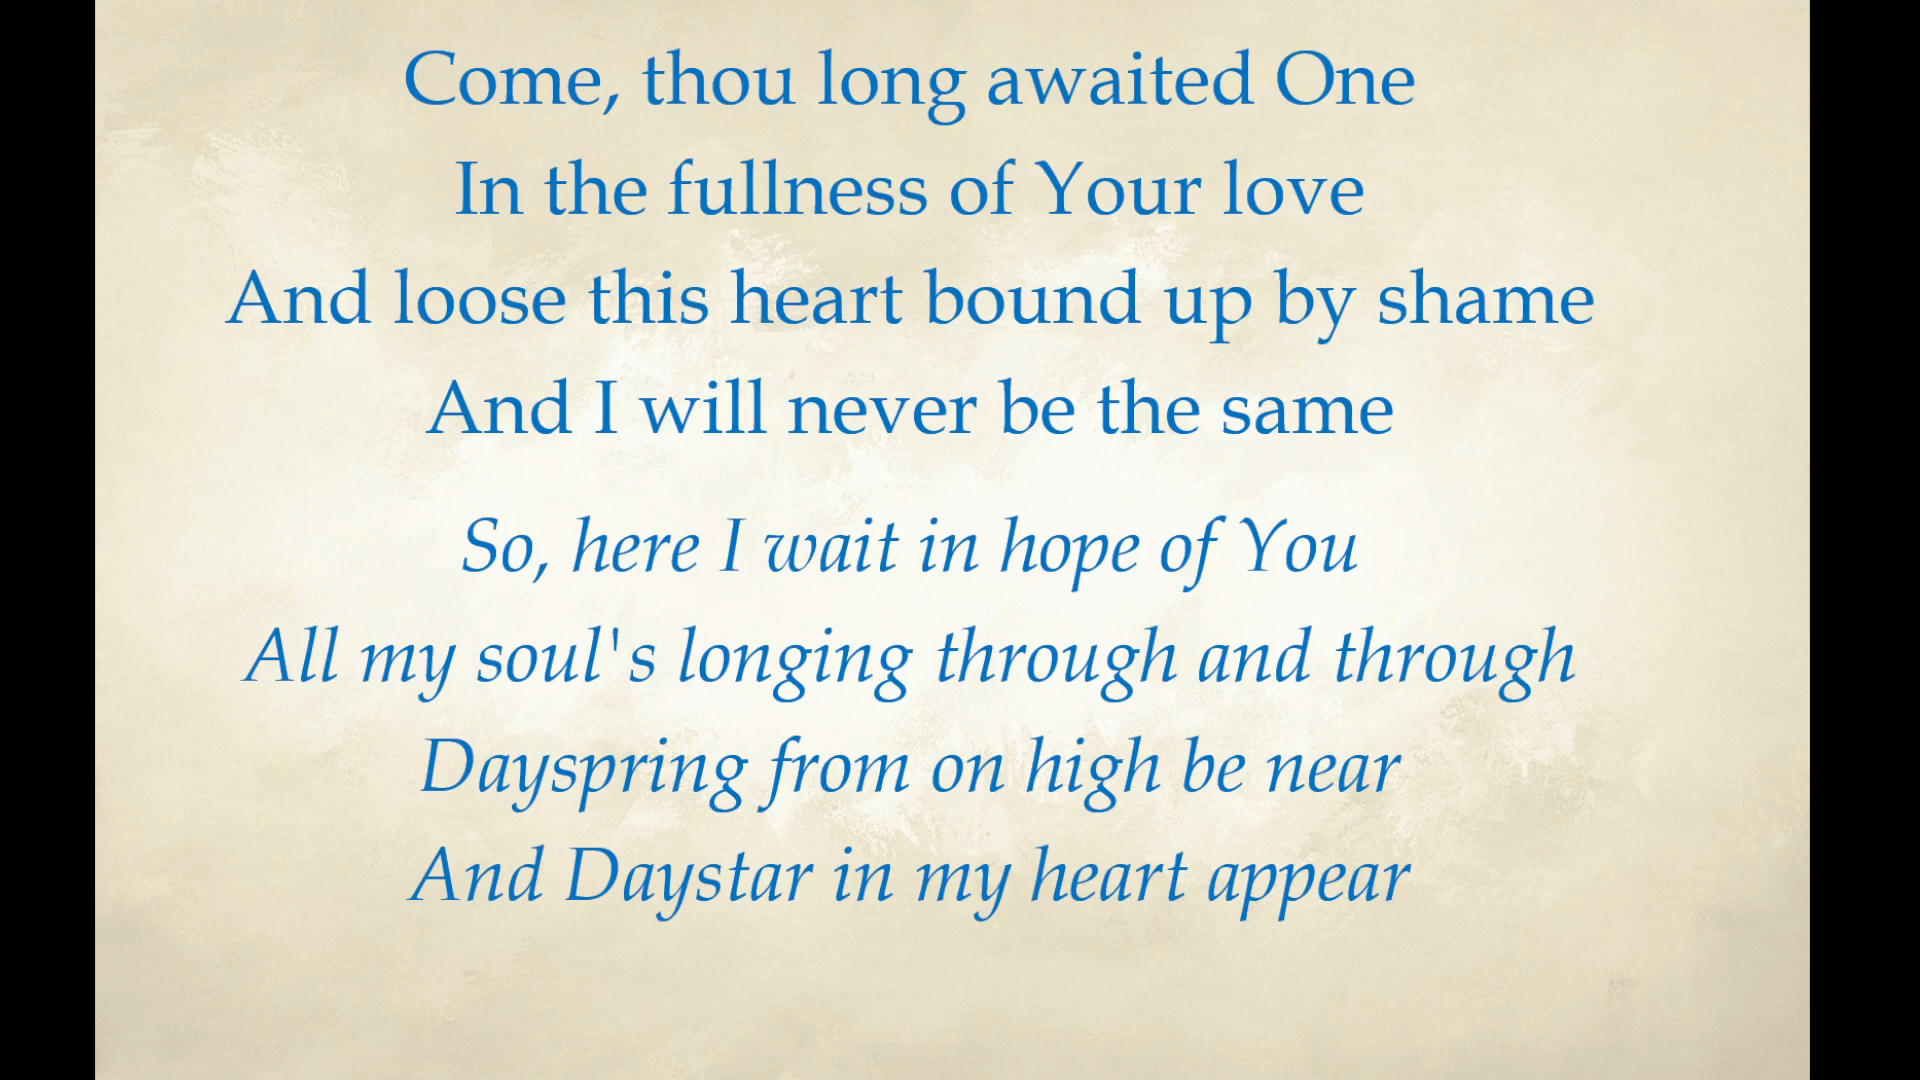 Come, thou long awaited One
In the fullness of Your love
And loose this heart bound up by shame
And I will never be the same
So, here I wait in hope of You
All my soul's longing through and through
Dayspring from on high be near
And Daystar in my heart appear